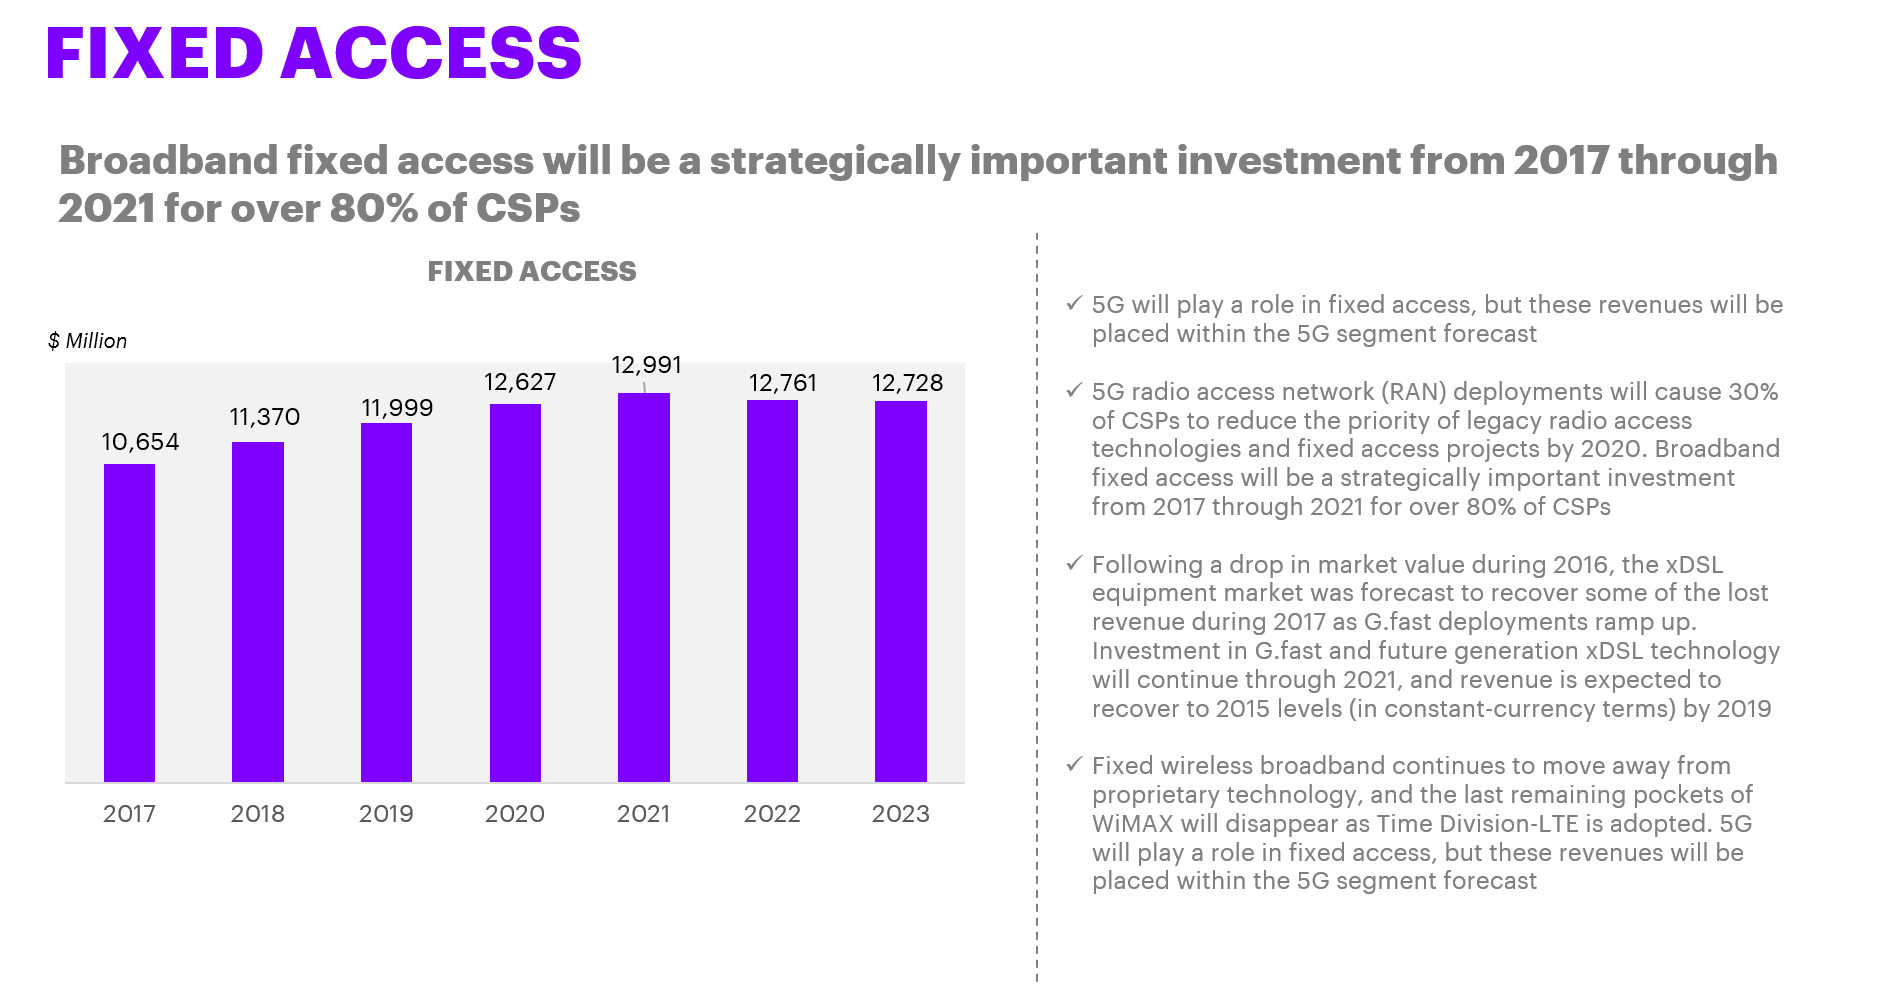 FIXED ACCESS
Broadband fixed access will be a strategically important investment from 2017 through
2021 for over 80% of CSPs
FIXED ACCESS
$ Million
10,654
11,370
11,999
12,627
12,991
12,761
12,728
2017
2018
2019
2020
2021
2022
2023
✓ 5G will play a role in fixed access, but these revenues will be
placed within the 5G segment forecast
✓ 5G radio access network (RAN) deployments will cause 30%
of CSPs to reduce the priority of legacy radio access
technologies and fixed access projects by 2020. Broadband
fixed access will be a strategically important investment
from 2017 through 2021 for over 80% of CSPs
✓ Following a drop in market value during 2016, the xDSL
equipment market was forecast to recover some of the lost
revenue during 2017 as G.fast deployments ramp up.
Investment in G.fast and future generation xDSL technology
will continue through 2021, and revenue is expected to
recover to 2015 levels (in constant-currency terms) by 2019
✓ Fixed wireless broadband continues to move away from
proprietary technology, and the last remaining pockets of
WiMAX will disappear as Time Division-LTE is adopted. 5G
will play a role in fixed access, but these revenues will be
placed within the 5G segment forecast